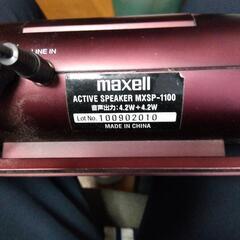 LINE IN
maxell
ACTIVE SPEAKER MXSP-1100
音声出力:4.2W+4.2W
Lot No. 100902010
MADE IN CHINA